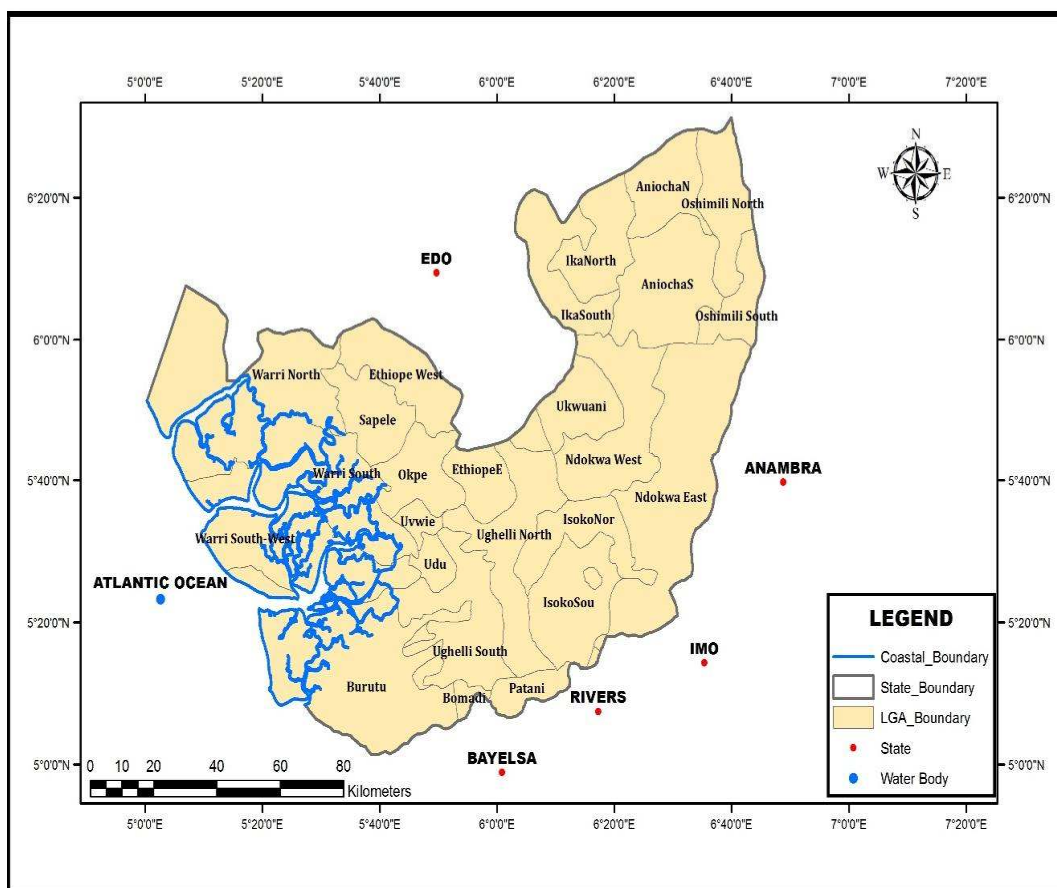 5°0'0"E 5°20'0"E 5°40'0"E 6°0'0"E 6°20'0"E 6°40'0"E 7°0'0"E 7°20'0"E
N
W E
S
6°20'0"N 6°20'0"N
AniochaN
Oshimili North
EDO
IkaNorth
AniochaS
IkaSouth
Oshimili South
6°0'0"N 6°0'0"N
Warri North
Ethiope West
Ukwuani
Sapele
Ndokwa West
ANAMBRA
EthiopeE
Warri South
Okpe
5°40'0"N 5°40'0"N
Ndokwa East
IsokoNor
Uvwie
Ughelli North
Warri South-West
Udu
ATLANTIC OCEAN
IsokoSou
5°20'0"N 5°20'0"N
Ughelli South
IMO
Burutu
Patani
Bomadi
RIVERS
BAYELSA
5°0'0"N 5°0'0"N
LEGEND
Coastal_Boundary
State_Boundary
LGA_Boundary
State
Water Body
0 10 20 40 60 80
Kilometers
5°0'0"E 5°20'0"E 5°40'0"E 6°0'0"E 6°20'0"E 6°40'0"E 7°0'0"E 7°20'0"E